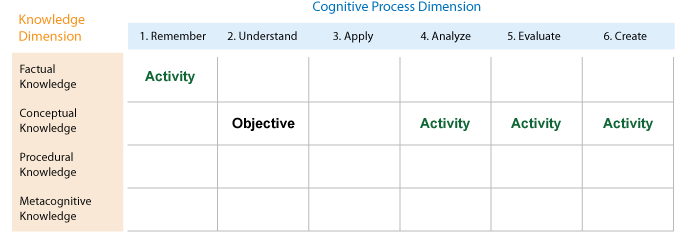 Cognitive Process Dimension
Knowledge
Dimension
1. Remember 2. Understand 3. Apply 4. Analyze 5. Evaluate 6. Create
Factual
Knowledge
Activity
Conceptual
Knowledge
Objective Activity Activity Activity
Procedural
Knowledge
Metacognitive
Knowledge